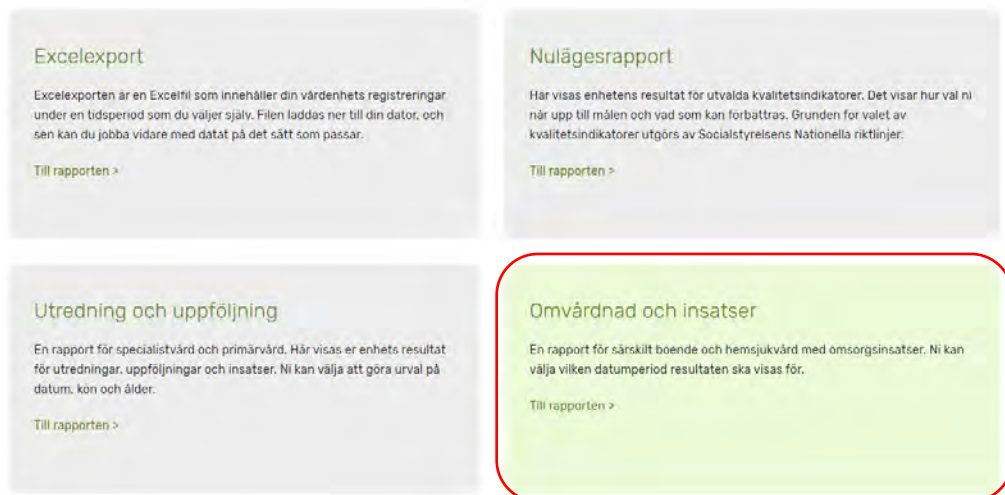 Excelexport
Excelexporten är en Excelfil som innehåller din vårdenhets registreringar
under en tidsperiod som du väljer själv. Filen laddas ner till din dator, och
sen kan du jobba vidare med datat på det sätt som passar.
Till rapporten >
Nulägesrapport
Här visas enhetens resultat för utvalda kvalitetsindikatorer. Det visar hur väl ni
når upp till målen och vad som kan förbättras. Grunden för valet av
kvalitetsindikatorer utgörs av Socialstyrelsens Nationella riktlinjer.
Till rapporten >
Utredning och uppföljning
En rapport för specialistvård och primärvård. Här visas er enhets resultat
för utredningar, uppföljningar och insatser. Ni kan välja att göra urval på
datum, kön och ålder.
Till rapporten >
Omvårdnad och insatser
En rapport för särskilt boende och hemsjukvård med omsorgsinsatser. Ni kan
välja vilken datumperiod resultaten ska visas för.
Till rapporten >